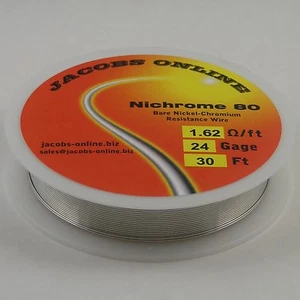 JACOBS ONLINE
Nichrome 80
Bare Nickel-Chromium
Resistance Wire
1.62 Ω/ft
24 Gage
30 Ft
jacobs-online.biz
sales@jacobs-online.biz